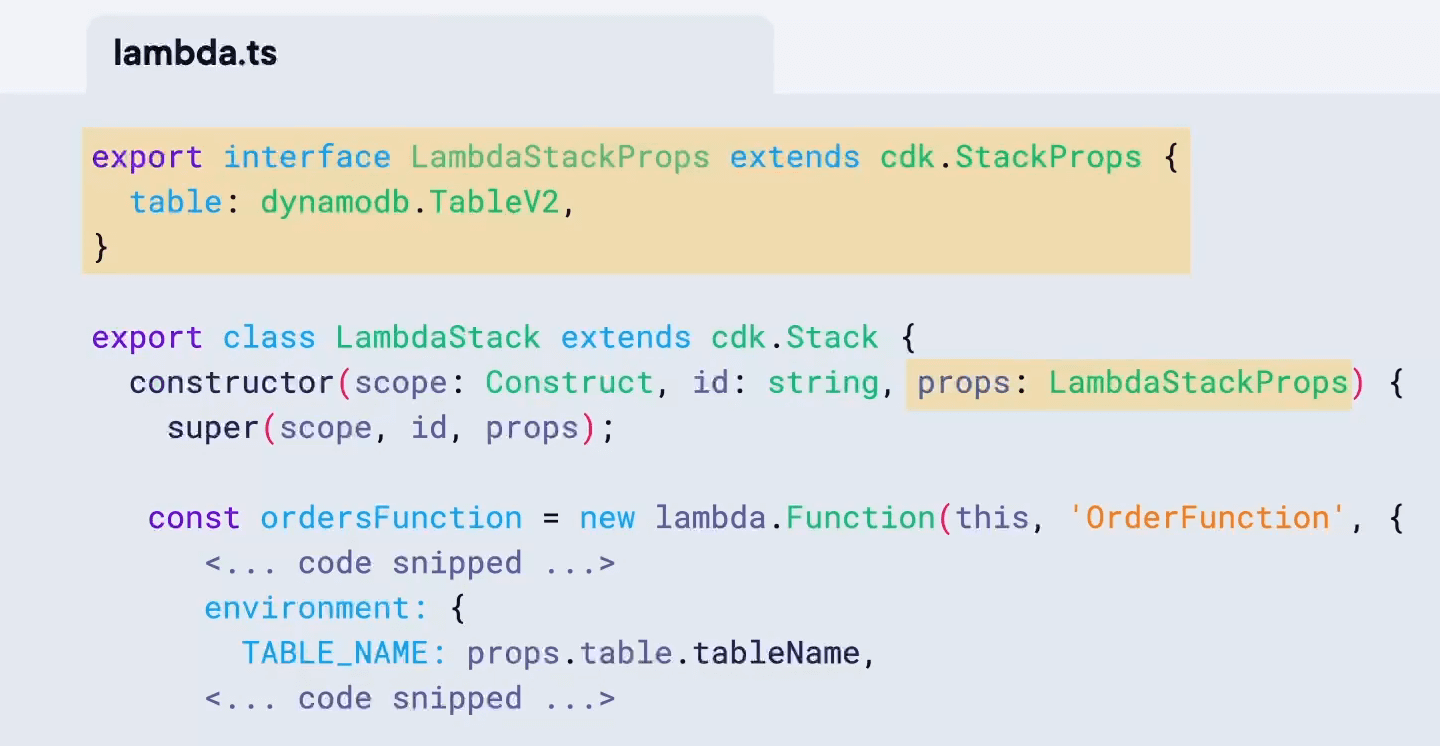 lambda.ts
export interface LambdaStackProps extends cdk.StackProps {
table: dynamodb.TableV2,
}
export class LambdaStack extends cdk.Stack {
constructor(scope: Construct, id: string, props: LambdaStackProps) {
super(scope, id, props);
const ordersFunction = new lambda.Function(this, 'OrderFunction', {
<... code snipped ...>
environment: {
TABLE_NAME: props.table.tableName,
<... code snipped ...>